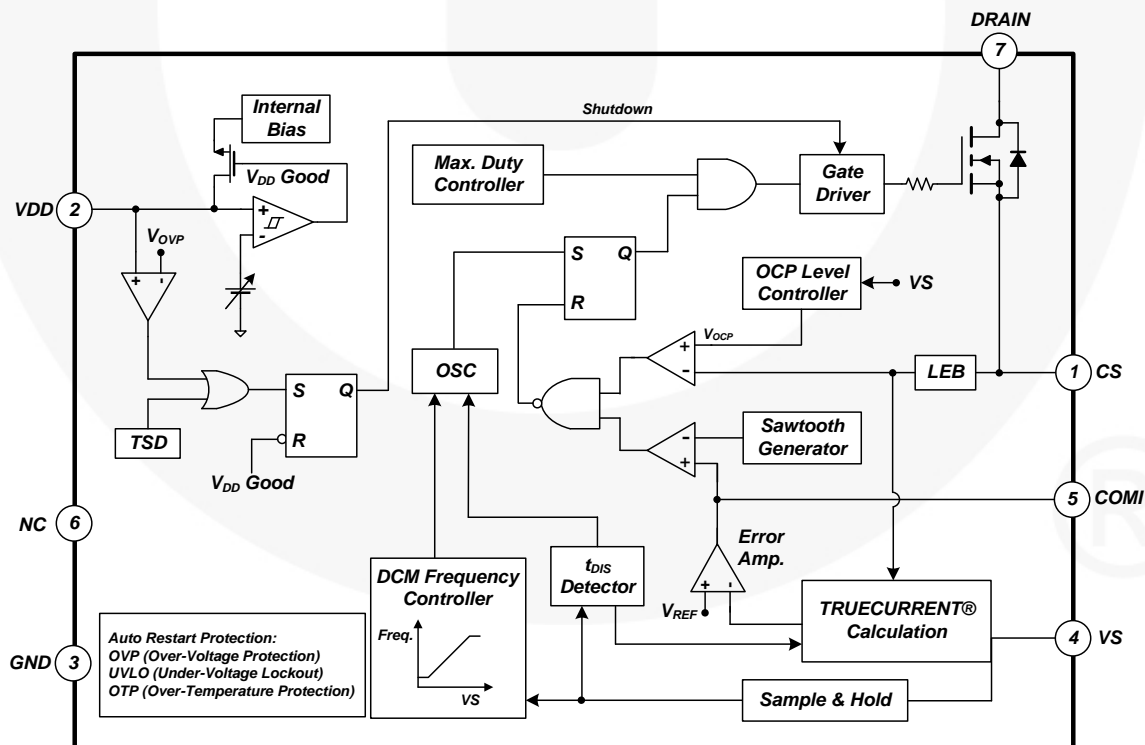 DRAIN
7
Internal
Bias
Shutdown
Max. Duty
Controller
Gate
Driver
VDD Good
VDD
2
+
-
VOVP
+
-
S
Q
R
OCP Level
Controller
VS
VOCP
+
-
OSC
LEB
1
CS
S
Q
R
TSD
VDD Good
-
+
Sawtooth
Generator
NC
6
5
COMI
Error
Amp.
DCM Frequency
Controller
Freq.
VS
tDIS
Detector
+
-
VREF
TRUECURRENT®
Calculation
GND
3
4
VS
Auto Restart Protection:
OVP (Over-Voltage Protection)
UVLO (Under-Voltage Lockout)
OTP (Over-Temperature Protection)
Sample & Hold
®